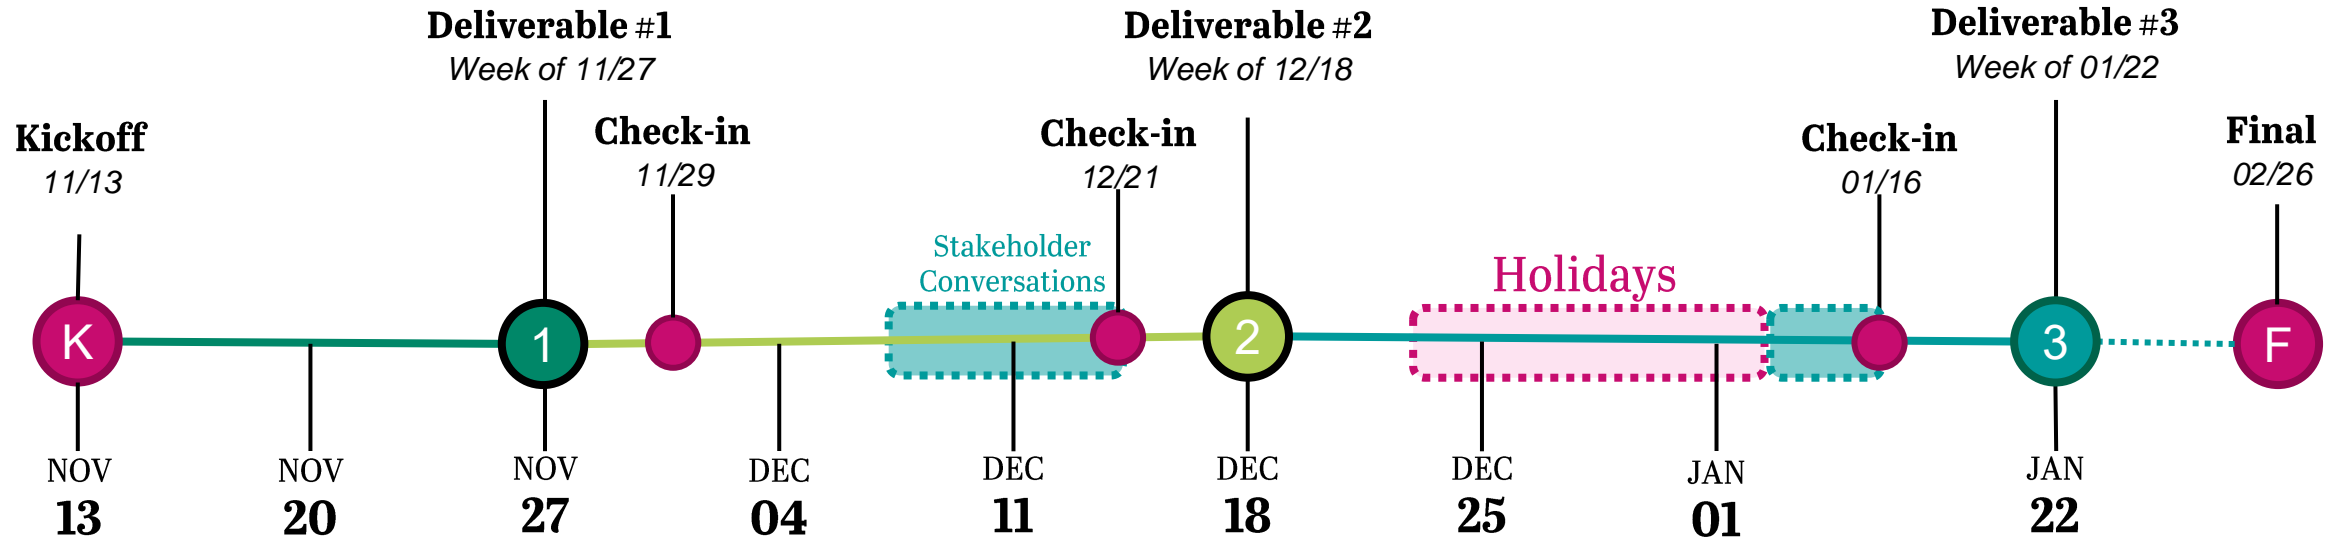 Deliverable #1
Week of 11/27
Deliverable #2
Week of 12/18
Deliverable #3
Week of 01/22
Kickoff
11/13
Check-in
11/29
Check-in
12/21
Check-in
01/16
Final
02/26
Stakeholder
Conversations
Holidays
K
1
2
3
F
NOV
13
NOV
20
NOV
27
DEC
04
DEC
11
DEC
18
DEC
25
JAN
01
JAN
22